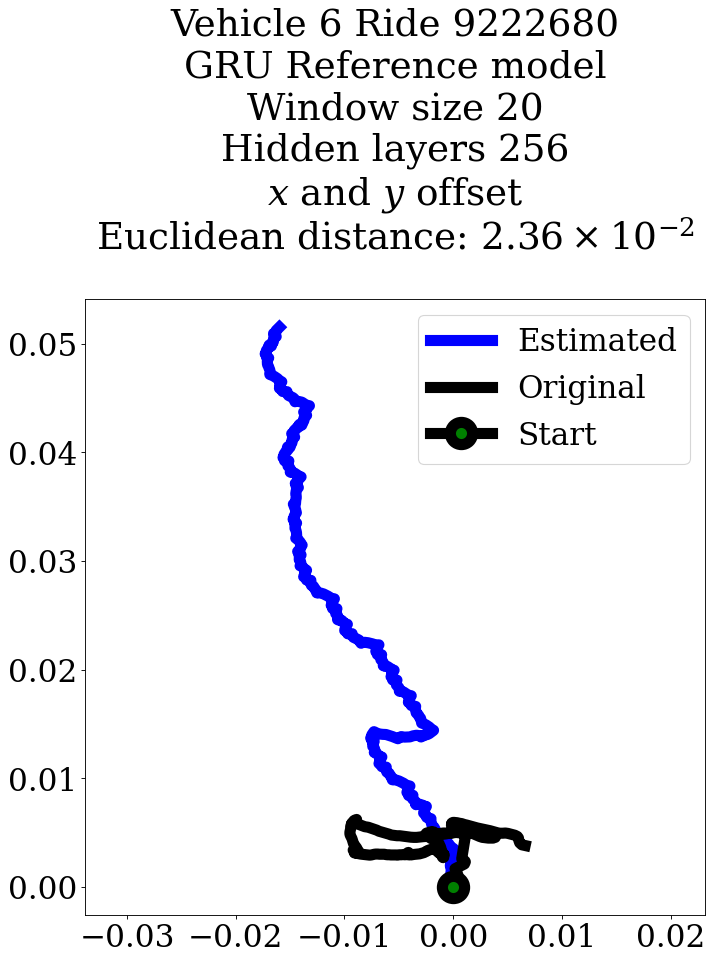 Vehicle 6 Ride 9222680
GRU Reference model
Window size 20
Hidden layers 256
x and y offset
Euclidean distance: 2.36 × 10⁻²
Estimated
Original
Start
0.05
0.04
0.03
0.02
0.01
0.00
−0.03 −0.02 −0.01 0.00 0.01 0.02